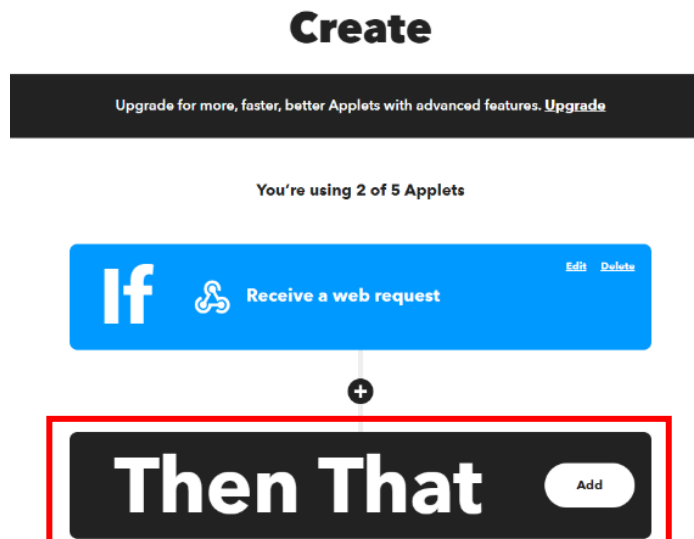 Create
Upgrade for more, faster, better Applets with advanced features. Upgrade
You're using 2 of 5 Applets
If
Receive a web request
Edit Delete
Then That
Add